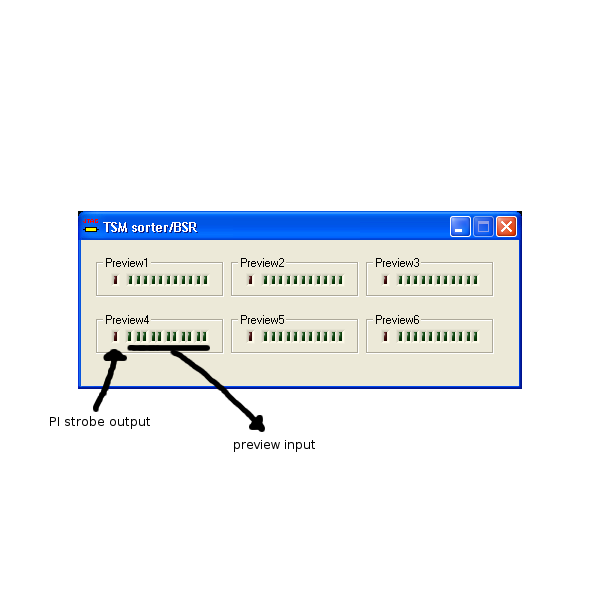 TSM sorter/BSR
Preview1 Preview2 Preview3
Preview4 Preview5 Preview6
PI strobe output
preview input